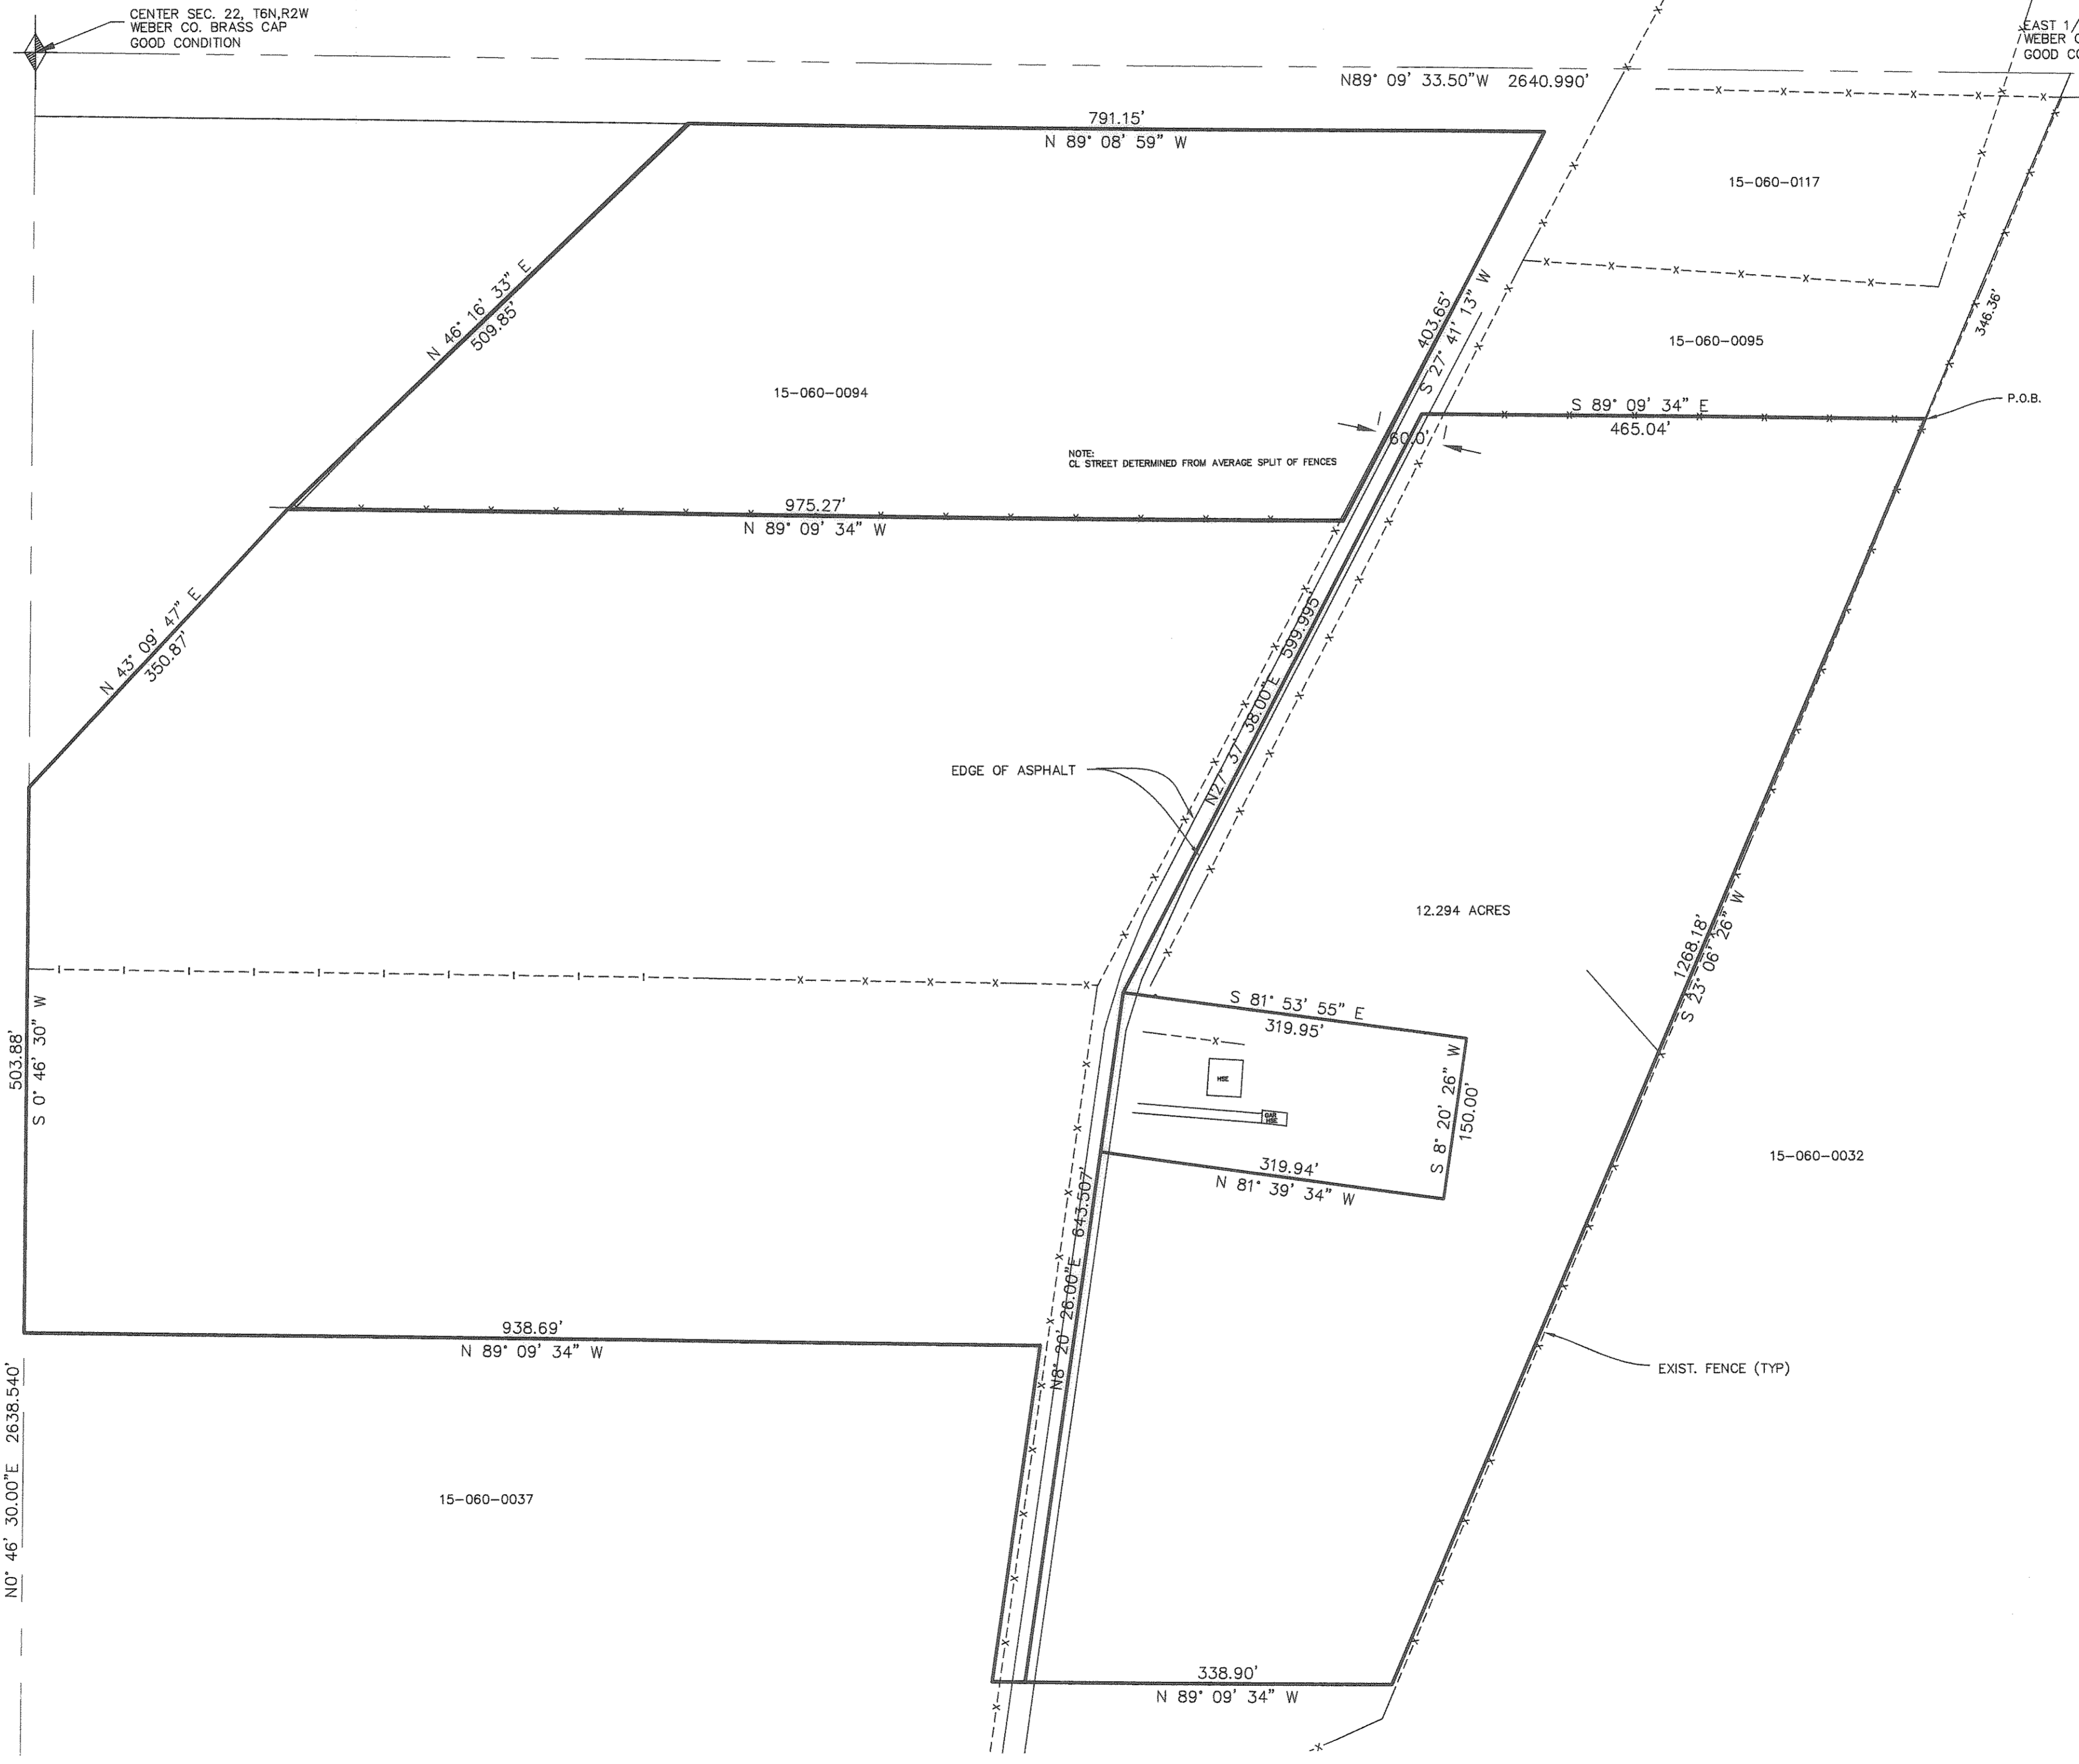 CENTER SEC. 22, T6N,R2W
WEBER CO. BRASS CAP
GOOD CONDITION
EAST 1/
WEBER C
GOOD CO
N89° 09' 33.50"W 2640.990'
791.15'
N 89° 08' 59" W
15-060-0117
N 46° 16' 33" E
509.85'
403.65'
S 27° 41' 13" W
346.36'
15-060-0095
15-060-0094
S 89° 09' 34" E
465.04'
P.O.B.
60.0'
NOTE:
CL STREET DETERMINED FROM AVERAGE SPLIT OF FENCES
975.27'
N 89° 09' 34" W
N 43° 09' 47" E
350.87'
N27° 37' 38.00"E 599.995'
EDGE OF ASPHALT
12.294 ACRES
1268.18'
S 23° 06' 26" W
503.88'
S 0° 46' 30" W
S 81° 53' 55" E
319.95'
HSE
GAR
HSE
S 8° 20' 26" W
150.00'
319.94'
N 81° 39' 34" W
15-060-0032
N8° 20' 26.00"E 643.507'
938.69'
N 89° 09' 34" W
EXIST. FENCE (TYP)
N0° 46' 30.00"E 2638.540'
15-060-0037
338.90'
N 89° 09' 34" W